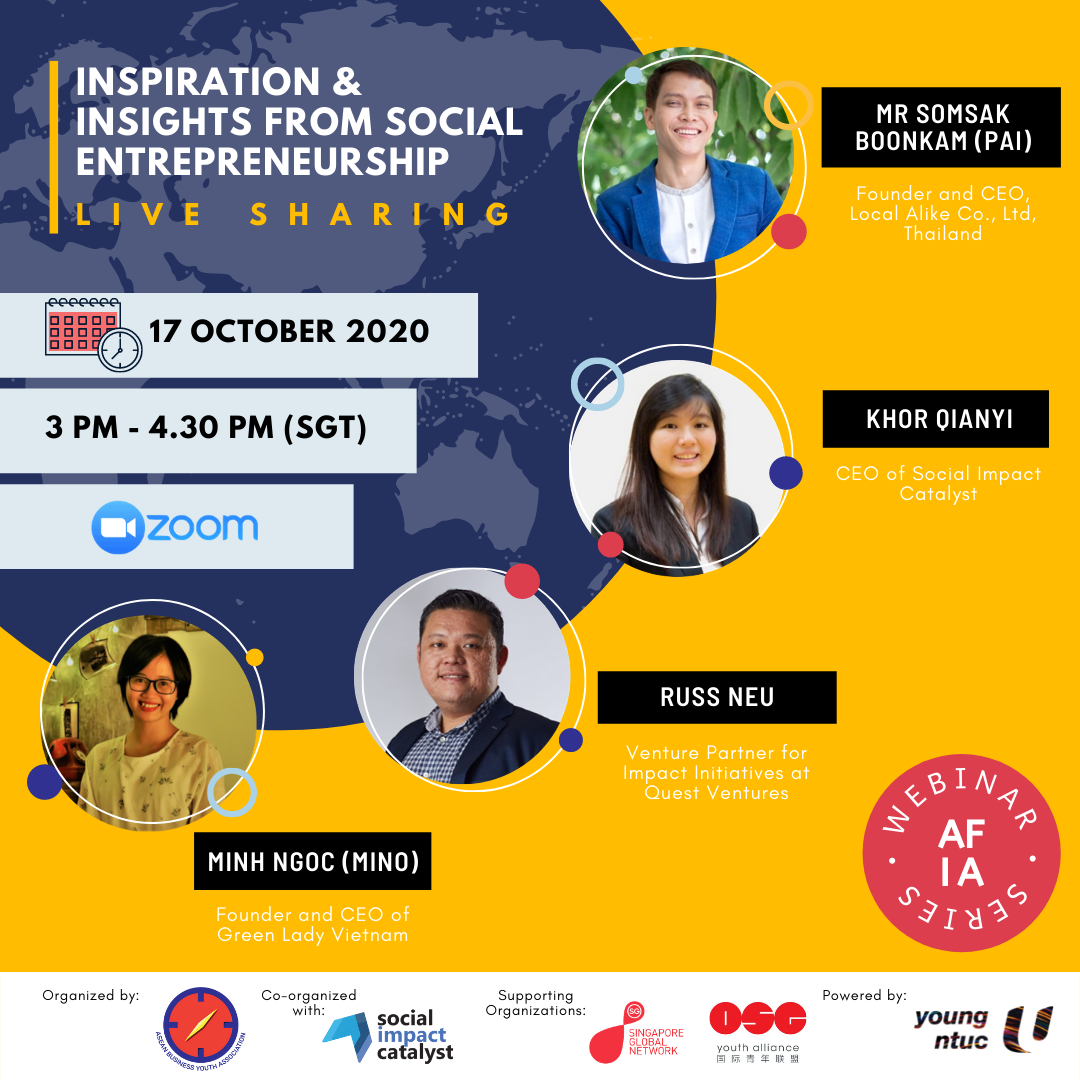 INSPIRATION &
INSIGHTS FROM SOCIAL
ENTREPRENEURSHIP
LIVE SHARING
17 OCTOBER 2020
3 PM - 4.30 PM (SGT)
zoom
MR SOMSAK
BOONKAM (PAI)
Founder and CEO,
Local Alike Co., Ltd,
Thailand
KHOR QIANYI
CEO of Social Impact
Catalyst
RUSS NEU
Venture Partner for
Impact Initiatives at
Quest Ventures
MINH NGOC (MINO)
Founder and CEO of
Green Lady Vietnam
WEBINAR
AF
IA
SERIES
Organized by:
ASEAN BUSINESS YOUTH ASSOCIATION
Co-organized
with:
social
impact
catalyst
Supporting
Organizations:
SG
SINGAPORE
GLOBAL
NETWORK
OSG
youth alliance
国际青年联盟
Powered by:
young
ntuc
U